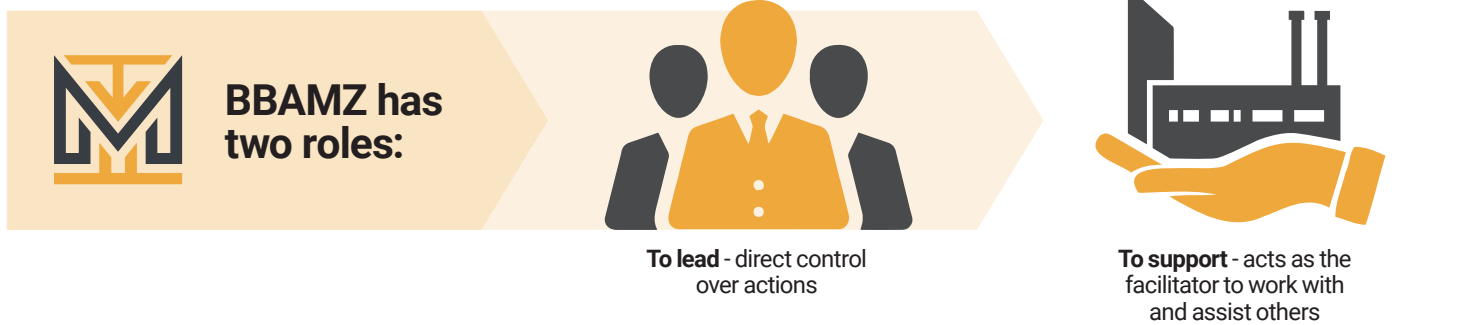 BBAMZ has
two roles:
To lead - direct control
over actions
To support - acts as the
facilitator to work with
and assist others